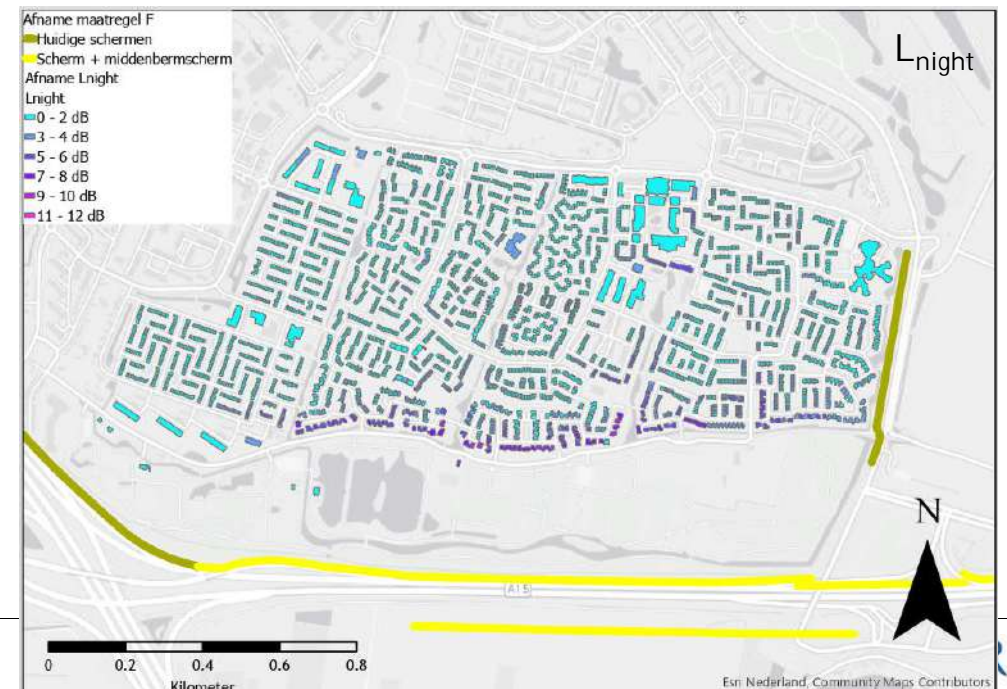 Afname maatregel F
Huidige schermen
Scherm + middenbermscherm
Afname Lnight
Lnight
0 - 2 dB
3 - 4 dB
5 - 6 dB
7 - 8 dB
9 - 10 dB
11 - 12 dB
Lnight
N
A15
0 0.2 0.4 0.6 0.8
Kilometer
Esri Nederland, Community Maps Contributors